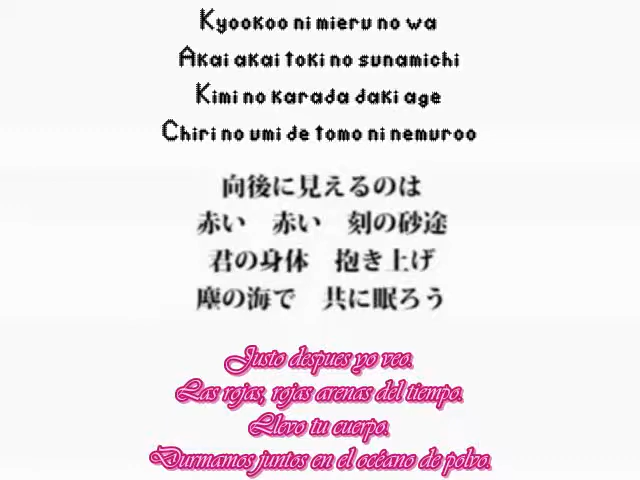 Kyookoo ni mieru no wa
Akai akai toki no sunamichi
Kimi no karada daki age
Chiri no umi de tomo ni nemuroo
向後に見えるのは
赤い　赤い　刻の砂途
君の身体　抱き上げ
塵の海で　共に眠ろう
Justo despues yo veo.
Las rojas, rojas arenas del tiempo.
Llevo tu cuerpo.
Durmamos juntos en el océano de polvo.